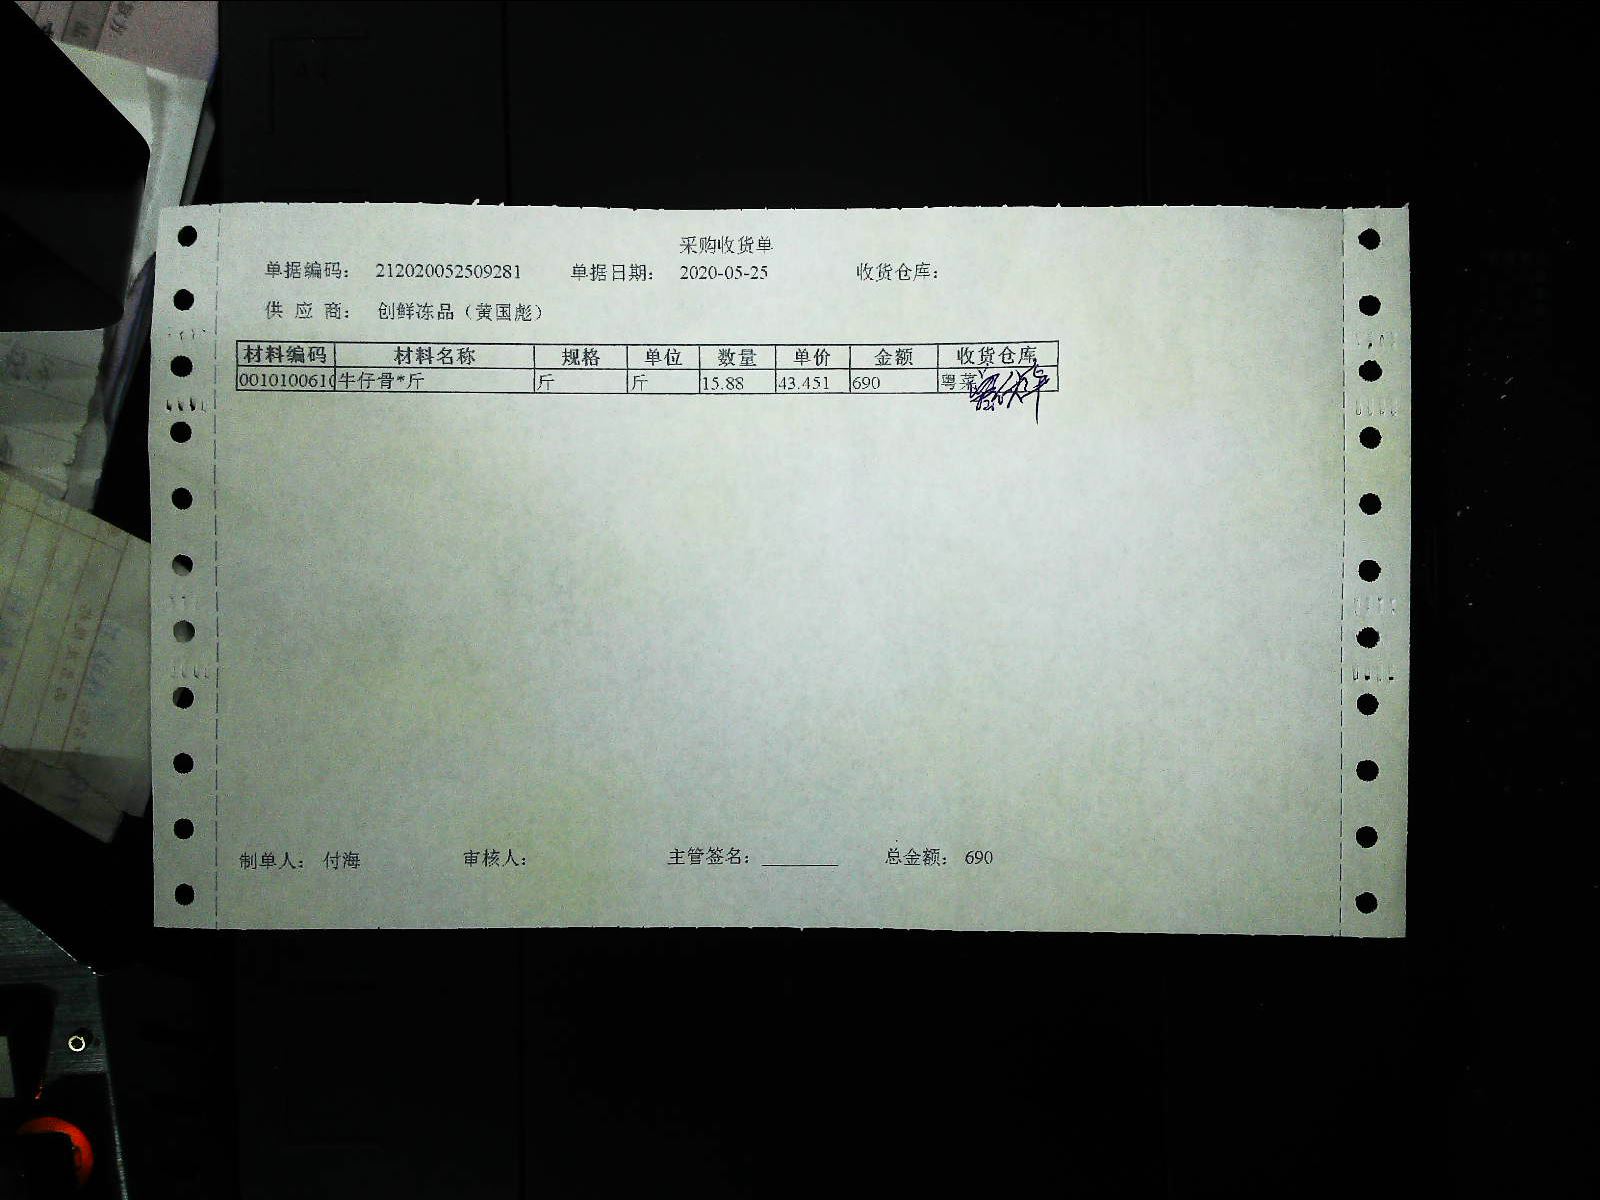 采购收货单
单据编码： 212020052509281 单据日期： 2020-05-25 收货仓库：
供 应 商： 创鲜冻品（黄国彪）
材料编码 材料名称 规格 单位 数量 单价 金额 收货仓库
0010100610 牛仔骨*斤 斤 斤 15.88 43.451 690 粤菜
制单人： 付海 审核人： 主管签名：________ 总金额： 690